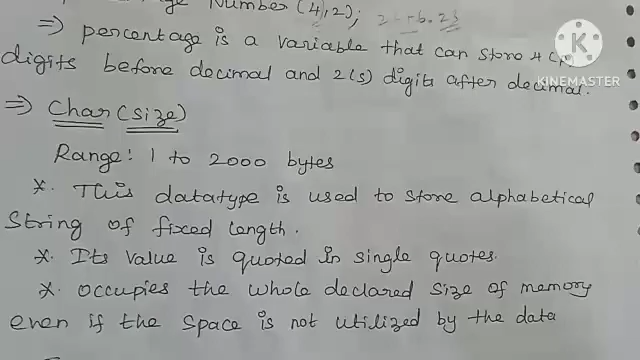 Number (4,2);
⇒ percentage is a variable that can store 4(
digits before decimal and 2(s) digits after decimal.
⇒ Char (size)
Range: 1 to 2000 bytes
*. This datatype is used to store alphabetical
string of fixed length.
*. Its value is quoted in single quotes.
*. occupies the whole declared size of memory
even if the space is not utilized by the data
KINEMASTER